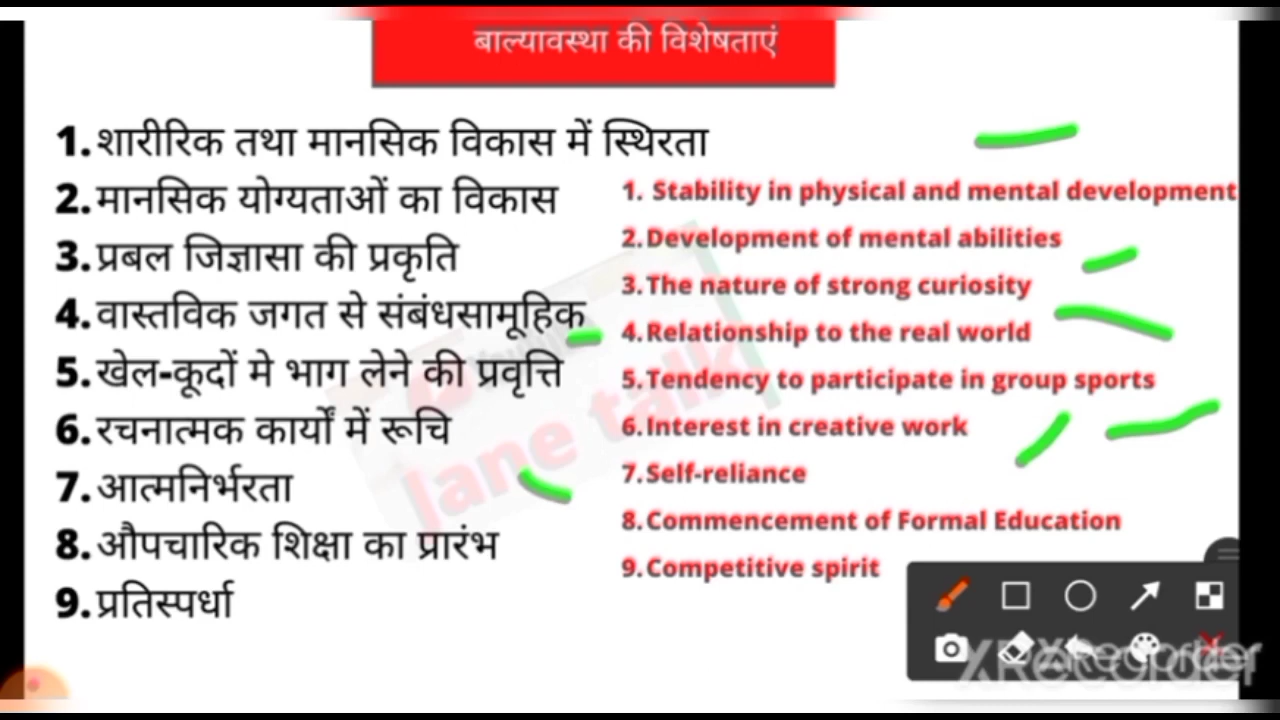 बाल्यावस्था की विशेषताएं
1.शारीरिक तथा मानसिक विकास में स्थिरता
2.मानसिक योग्यताओं का विकास
3.प्रबल जिज्ञासा की प्रकृति
4.वास्तविक जगत से संबंधसामूहिक
5.खेल-कूदों मे भाग लेने की प्रवृत्ति
6.रचनात्मक कार्यों में रूचि
7.आत्मनिर्भरता
8.औपचारिक शिक्षा का प्रारंभ
9.प्रतिस्पर्धा
1. Stability in physical and mental development
2.Development of mental abilities
3.The nature of strong curiosity
4.Relationship to the real world
5.Tendency to participate in group sports
6.Interest in creative work
7.Self-reliance
8.Commencement of Formal Education
9.Competitive spirit
Jane talk
XRecorder